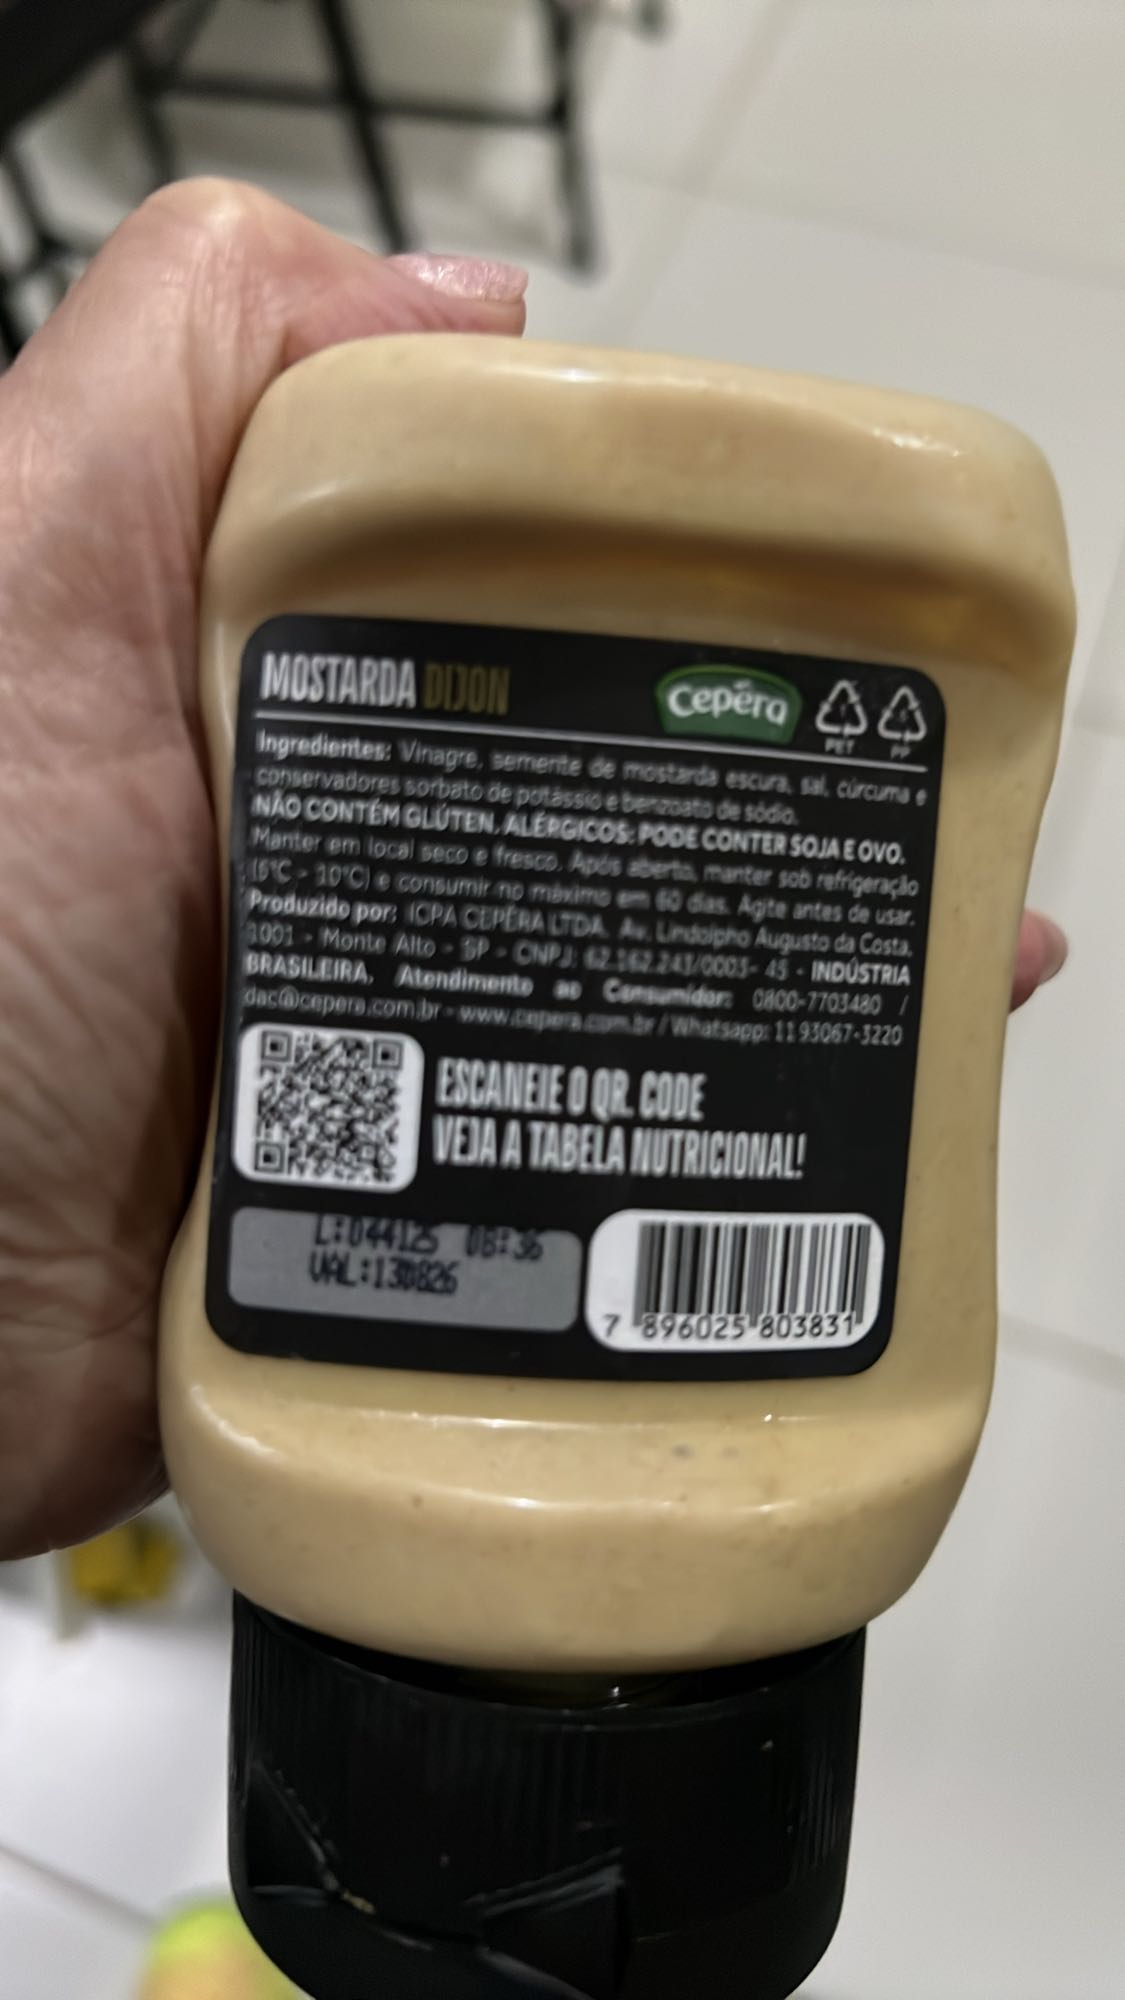 MOSTARDA DIJON
Cepêra
PET
PP
Ingredientes: Vinagre, semente de mostarda escura, sal, cúrcuma e
conservadores sorbato de potássio e benzoato de sódio.
NÃO CONTÉM GLÚTEN. ALÉRGICOS: PODE CONTER SOJA E OVO.
Manter em local seco e fresco. Após aberto, manter sob refrigeração
(5°C - 10°C) e consumir no máximo em 60 dias. Agite antes de usar.
Produzido por: ICPA CEPÊRA LTDA. Av. Lindolpho Augusto da Costa,
1001 - Monte Alto - SP - CNPJ: 62.162.243/0003-45 - INDÚSTRIA
BRASILEIRA. Atendimento ao Consumidor: 0800-7703480 /
dac@cepera.com.br - www.cepera.com.br / Whatsapp: 11 93067-3220
ESCANEIE O QR. CODE
VEJA A TABELA NUTRICIONAL!
L:044125 08:36
VAL:130826
7 896025 803831